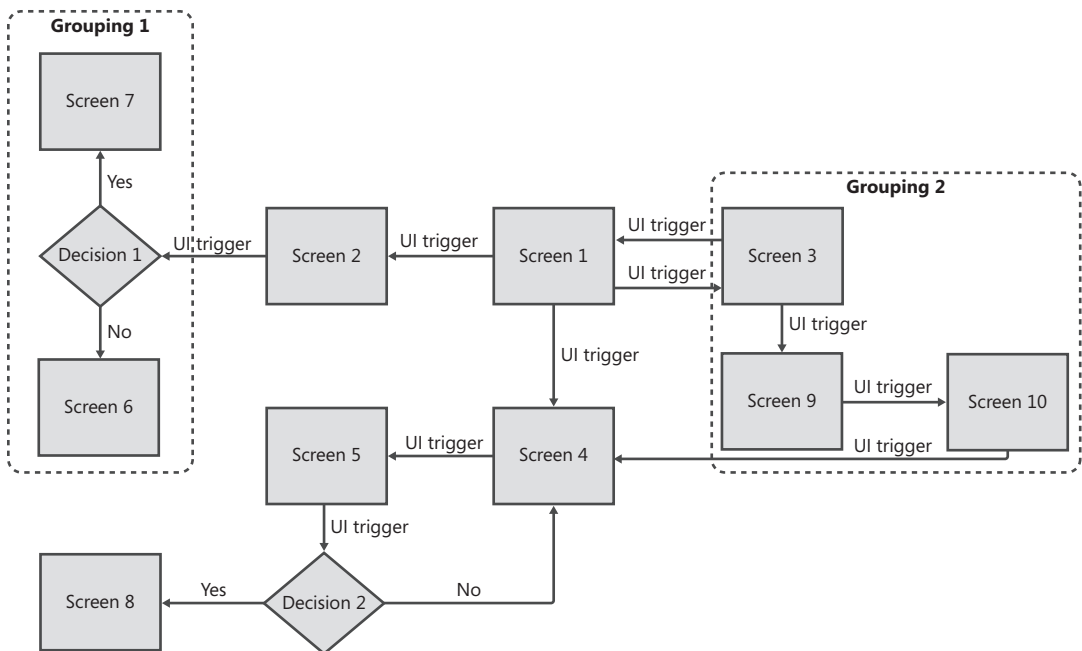 Grouping 1
Screen 7
Yes
Grouping 2
UI trigger
Decision 1
UI trigger
Screen 2
UI trigger
Screen 1
Screen 3
UI trigger
No
UI trigger
UI trigger
Screen 6
Screen 9
UI trigger
Screen 10
Screen 5
UI trigger
Screen 4
UI trigger
UI trigger
Screen 8
Yes
Decision 2
No